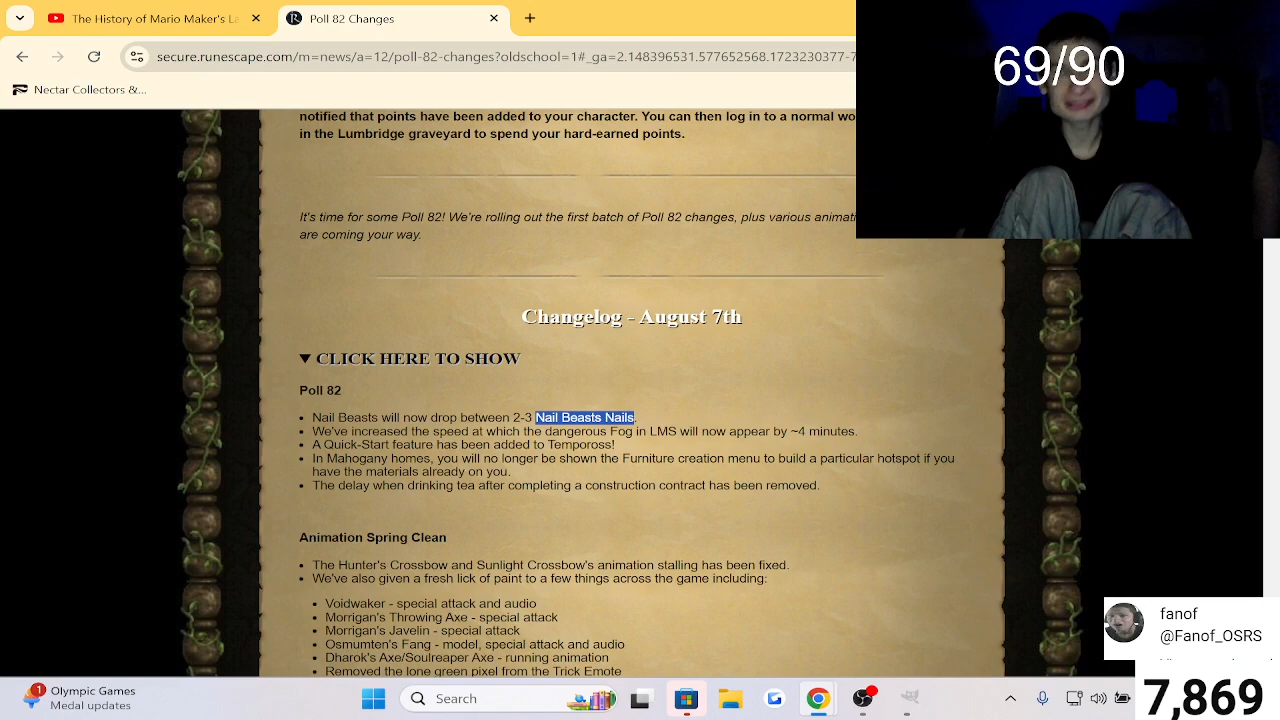 The History of Mario Maker's La
Poll 82 Changes
69/90
secure.runescape.com/m=news/a=12/poll-82-changes?oldschool=1#_ga=2.148396531.577652568.1723230377-7
Nectar Collectors &...
notified that points have been added to your character. You can then log in to a normal wo
in the Lumbridge graveyard to spend your hard-earned points.
It's time for some Poll 82! We're rolling out the first batch of Poll 82 changes, plus various animati
are coming your way.
Changelog - August 7th
CLICK HERE TO SHOW
Poll 82
Nail Beasts will now drop between 2-3 Nail Beasts Nails.
We've increased the speed at which the dangerous Fog in LMS will now appear by ~4 minutes.
A Quick-Start feature has been added to Tempoross!
In Mahogany homes, you will no longer be shown the Furniture creation menu to build a particular hotspot if you
have the materials already on you.
The delay when drinking tea after completing a construction contract has been removed.
Animation Spring Clean
The Hunter's Crossbow and Sunlight Crossbow's animation stalling has been fixed.
We've also given a fresh lick of paint to a few things across the game including:
Voidwaker - special attack and audio
Morrigan's Throwing Axe - special attack
Morrigan's Javelin - special attack
Osmumten's Fang - model, special attack and audio
Dharok's Axe/Soulreaper Axe - running animation
Removed the lone green pixel from the Trick Emote
fanof
@Fanof_OSRS
7,869
1
Olympic Games
Medal updates
Search